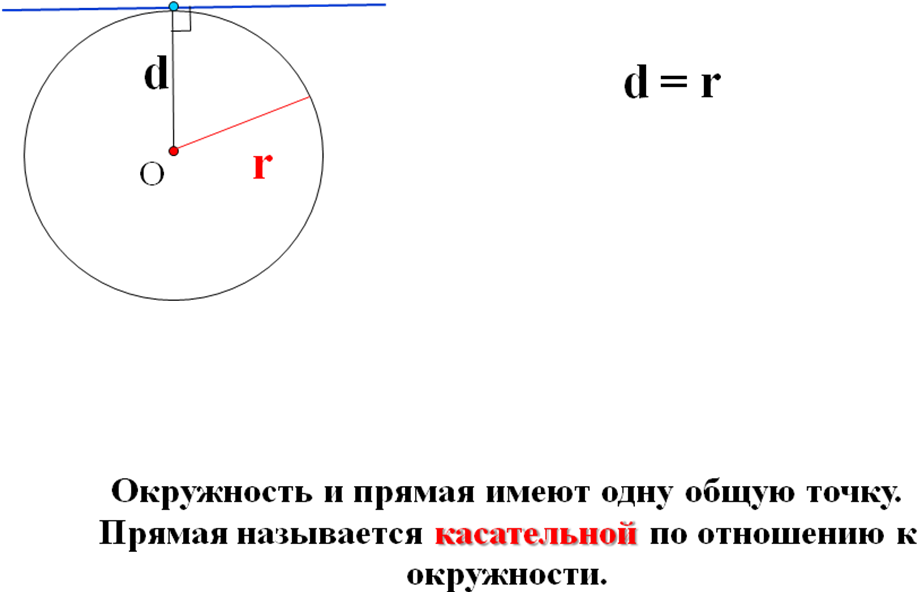 d
d = r
O
r
Окружность и прямая имеют одну общую точку.
Прямая называется касательной по отношению к
окружности.